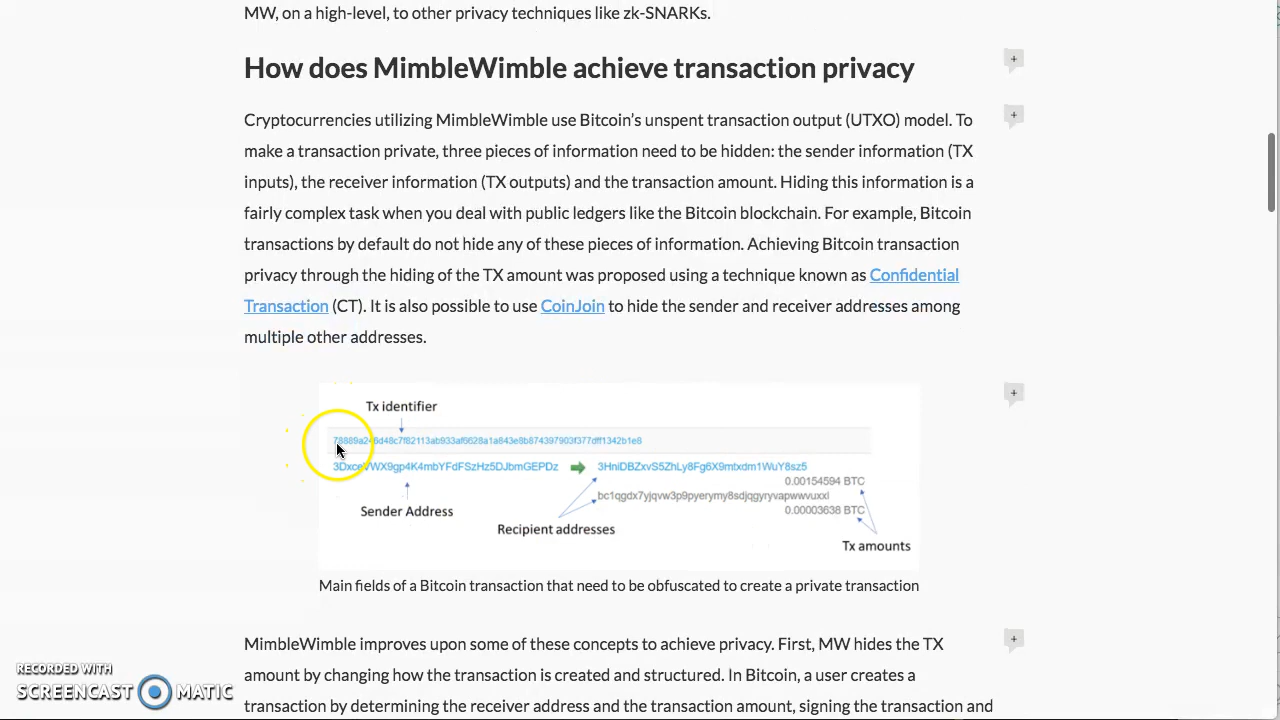 MW, on a high-level, to other privacy techniques like zk-SNARKs.
How does MimbleWimble achieve transaction privacy
Cryptocurrencies utilizing MimbleWimble use Bitcoin’s unspent transaction output (UTXO) model. To
make a transaction private, three pieces of information need to be hidden: the sender information (TX
inputs), the receiver information (TX outputs) and the transaction amount. Hiding this information is a
fairly complex task when you deal with public ledgers like the Bitcoin blockchain. For example, Bitcoin
transactions by default do not hide any of these pieces of information. Achieving Bitcoin transaction
privacy through the hiding of the TX amount was proposed using a technique known as Confidential
Transaction (CT). It is also possible to use CoinJoin to hide the sender and receiver addresses among
multiple other addresses.
Tx identifier
3HniDBZxvS5ZhLy8Fg6X9mtxdm1WuY8sz5
0.00154594 BTC
bc1qgdx7yjqvw3p9pyerymy8sdjqgyryvapwwvuxxl
0.00003638 BTC
Sender Address
Recipient addresses
Tx amounts
Main fields of a Bitcoin transaction that need to be obfuscated to create a private transaction
MimbleWimble improves upon some of these concepts to achieve privacy. First, MW hides the TX
amount by changing how the transaction is created and structured. In Bitcoin, a user creates a
transaction by determining the receiver address and the transaction amount, signing the transaction and
RECORDED WITH
SCREENCAST MATIC